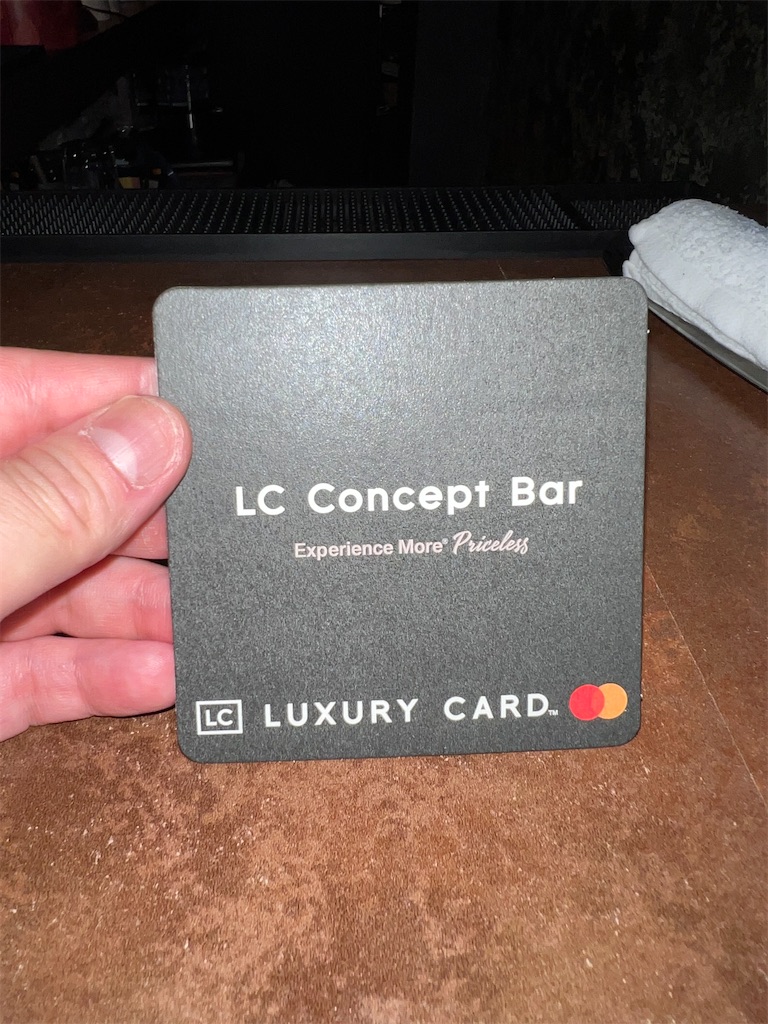 LC Concept Bar
Experience More® Priceless
LC LUXURY CARD™